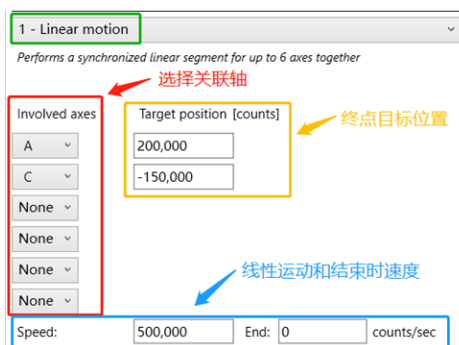 1 - Linear motion
Performs a synchronized linear segment for up to 6 axes together
选择关联轴
Involved axes Target position [counts]
终点目标位置
A 200,000
C -150,000
None
None
None
线性运动和结束时速度
None
Speed: 500,000 End: 0 counts/sec